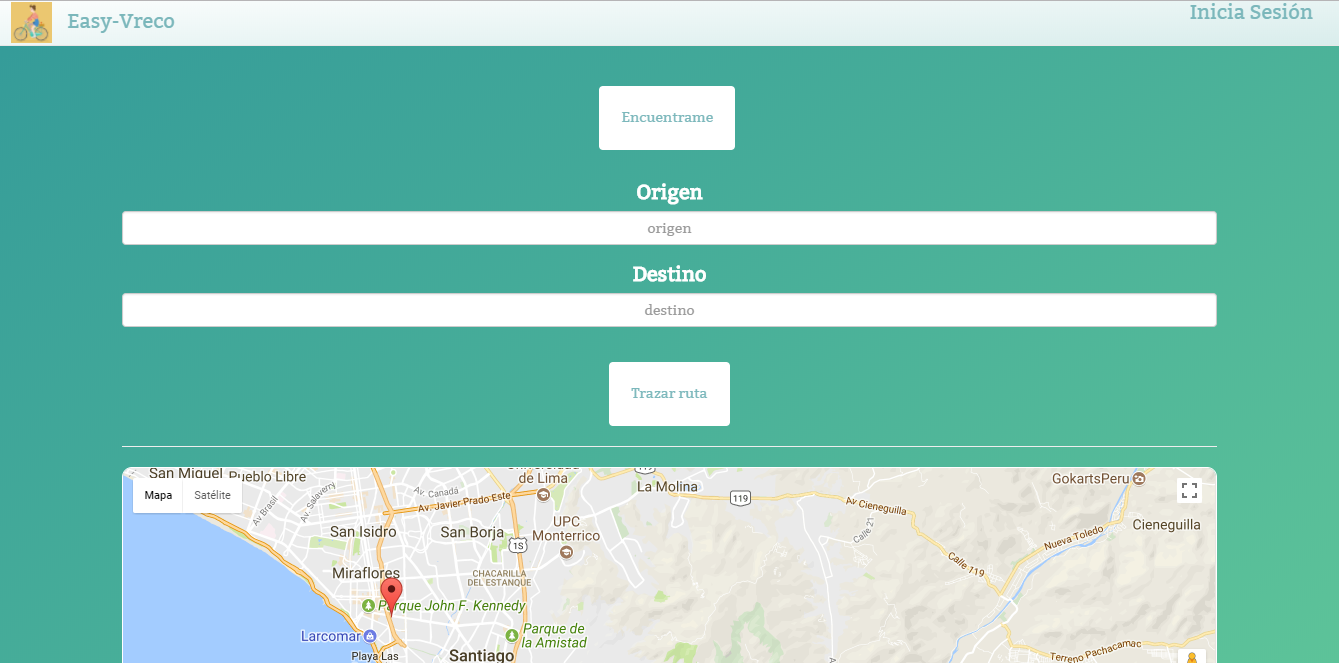 Easy-Vreco
Inicia Sesión
Encuentrame
Origen
origen
Destino
destino
Trazar ruta
San Miguel
Pueblo Libre
de Lima
La Molina
119
GokartsPeru
Mapa
Satélite
Av Brasil
Av. Salaverry
Av. Canadá
Av. Javier Prado Este
Av Cieneguilla
Cieneguilla
San Isidro
San Borja
1S
UPC
Monterrico
Calle 21
Nueva Toledo
Calle 119
Miraflores
CHACARILLA
DEL ESTANQUE
Parque John F. Kennedy
Larcomar
Parque de
la Amistad
Playa Las
Santiago
Terreno Pachacamac